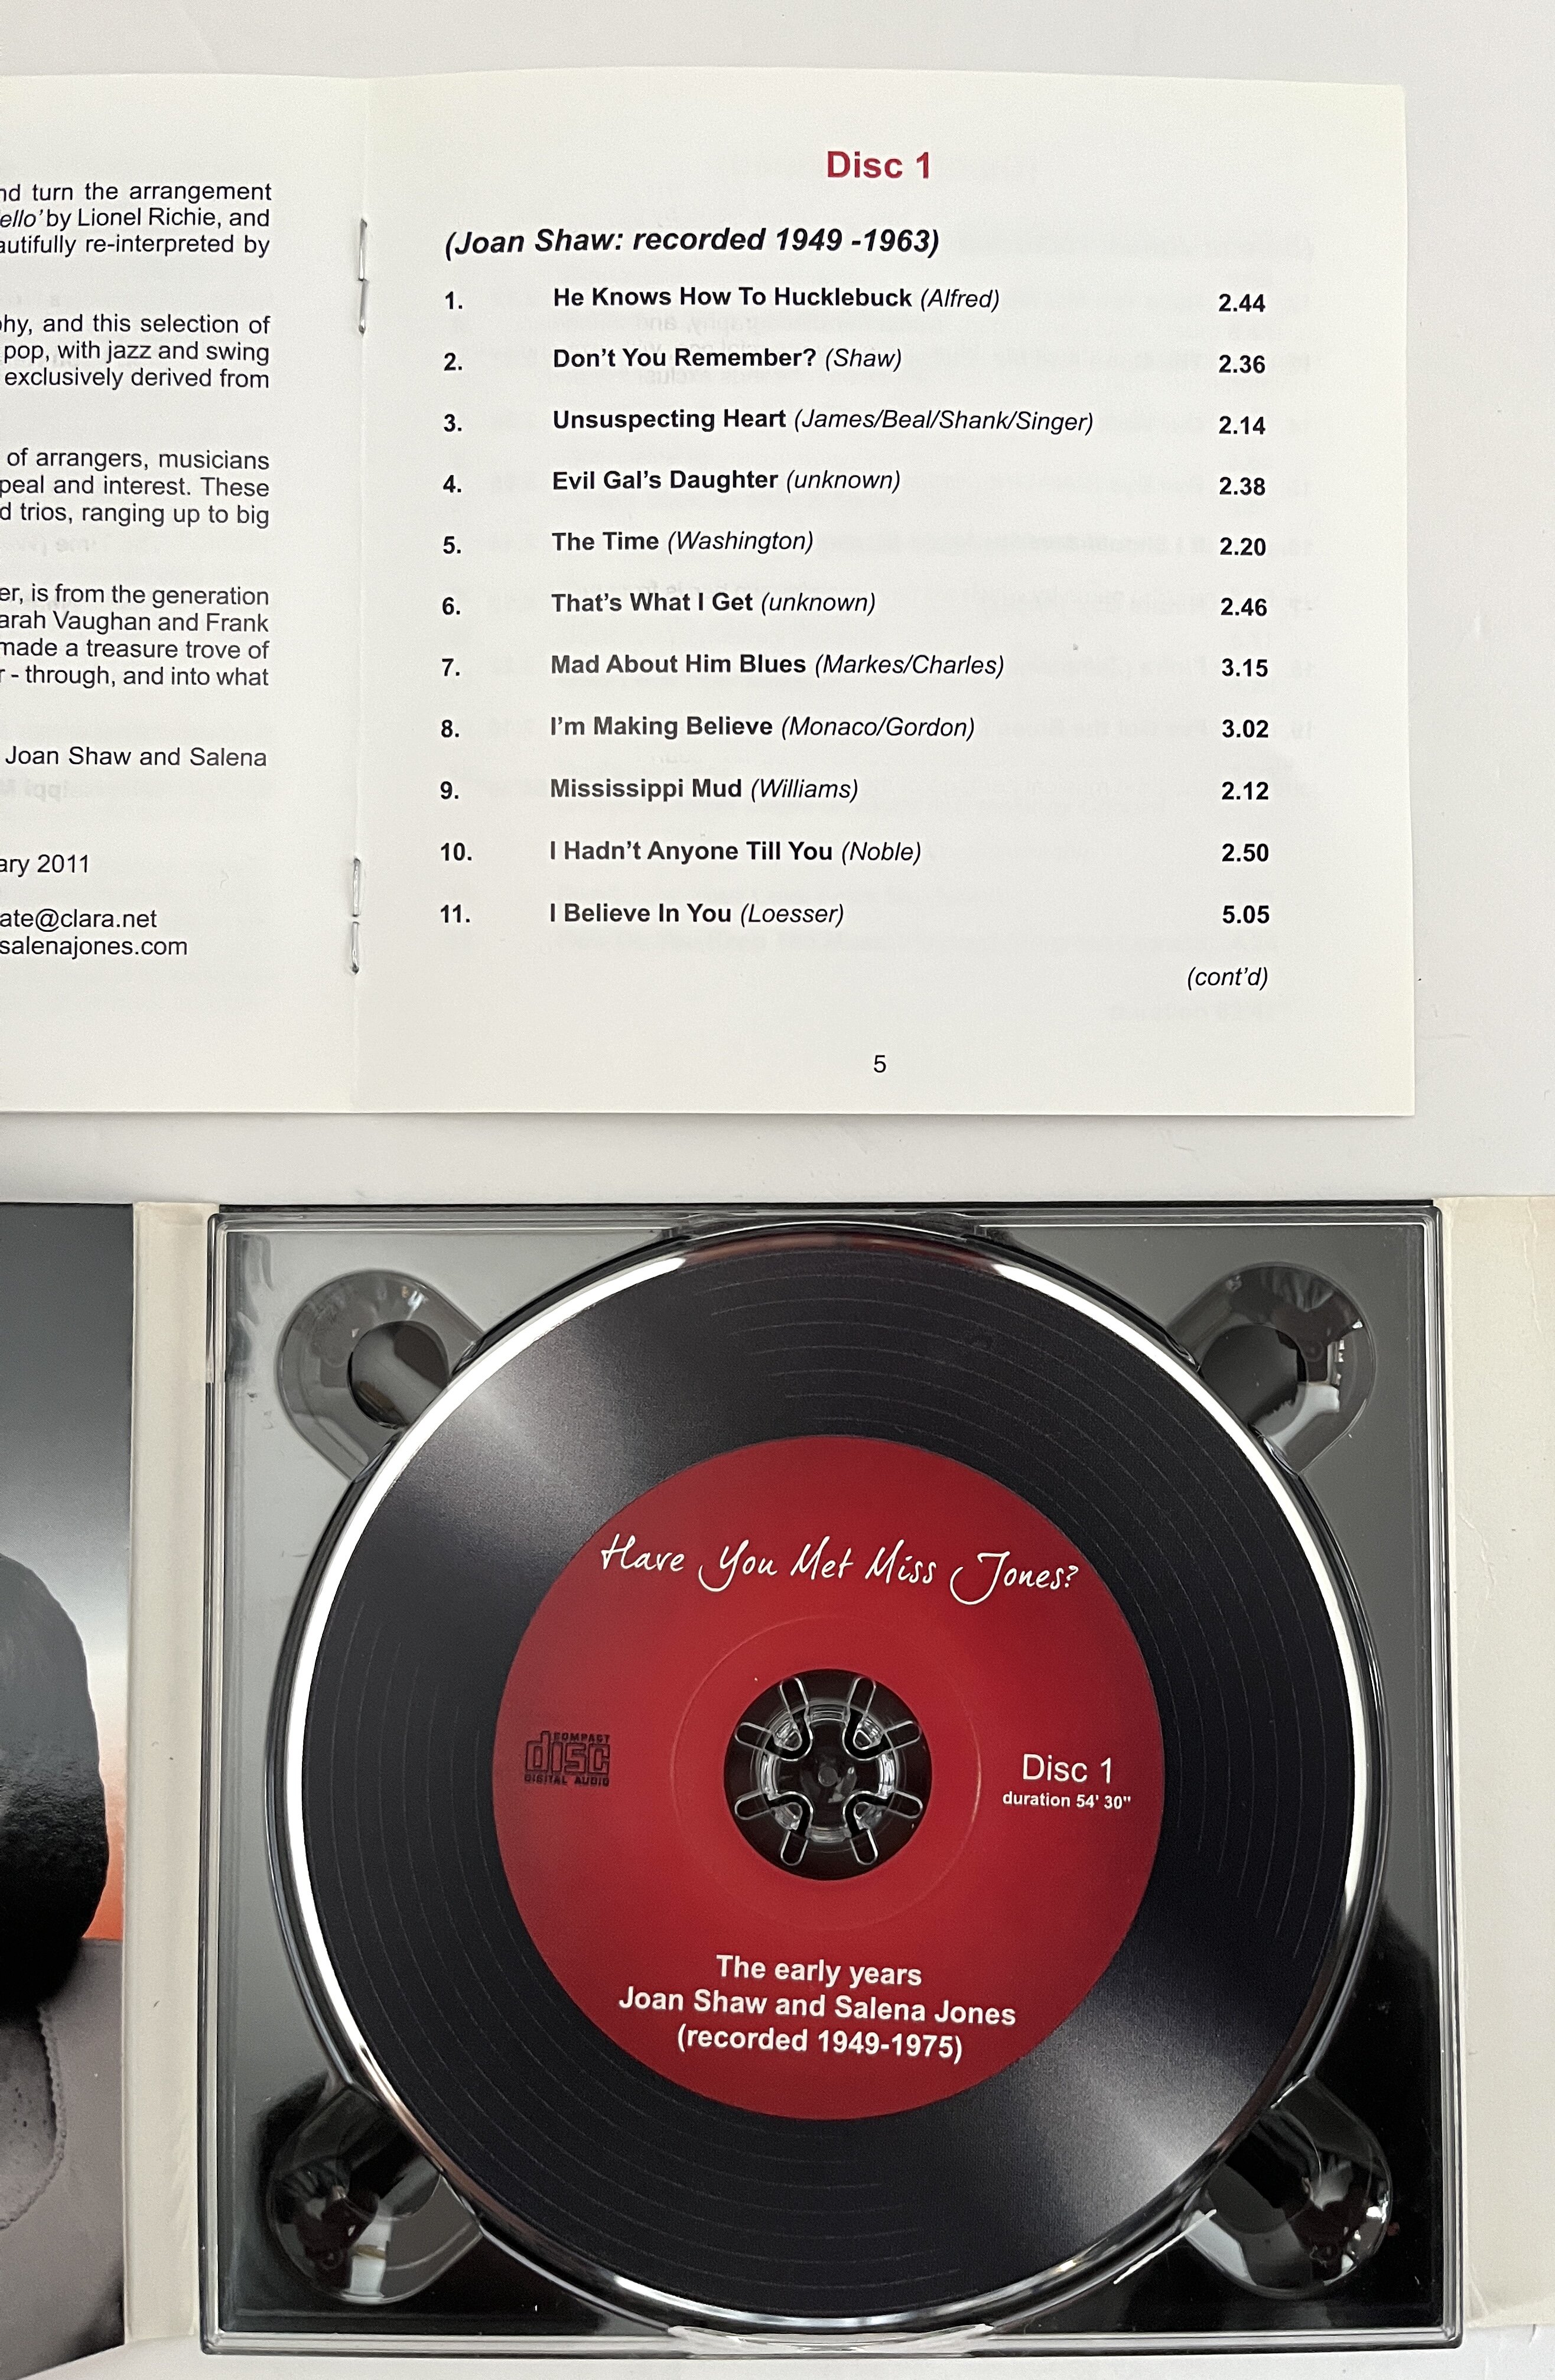 nd turn the arrangement
ello' by Lionel Richie, and
autifully re-interpreted by
phy, and this selection of
pop, with jazz and swing
exclusively derived from
of arrangers, musicians
peal and interest. These
d trios, ranging up to big
er, is from the generation
arah Vaughan and Frank
made a treasure trove of
r - through, and into what
Joan Shaw and Salena
ary 2011
ate@clara.net
salenajones.com
Disc 1
(Joan Shaw: recorded 1949 -1963)
1. He Knows How To Hucklebuck (Alfred) 2.44
2. Don't You Remember? (Shaw) 2.36
3. Unsuspecting Heart (James/Beal/Shank/Singer) 2.14
4. Evil Gal's Daughter (unknown) 2.38
5. The Time (Washington) 2.20
6. That's What I Get (unknown) 2.46
7. Mad About Him Blues (Markes/Charles) 3.15
8. I'm Making Believe (Monaco/Gordon) 3.02
9. Mississippi Mud (Williams) 2.12
10. I Hadn't Anyone Till You (Noble) 2.50
11. I Believe In You (Loesser) 5.05
(cont'd)
5
Have You Met Miss Jones?
COMPACT
disc
DIGITAL AUDIO
Disc 1
duration 54' 30"
The early years
Joan Shaw and Salena Jones
(recorded 1949-1975)